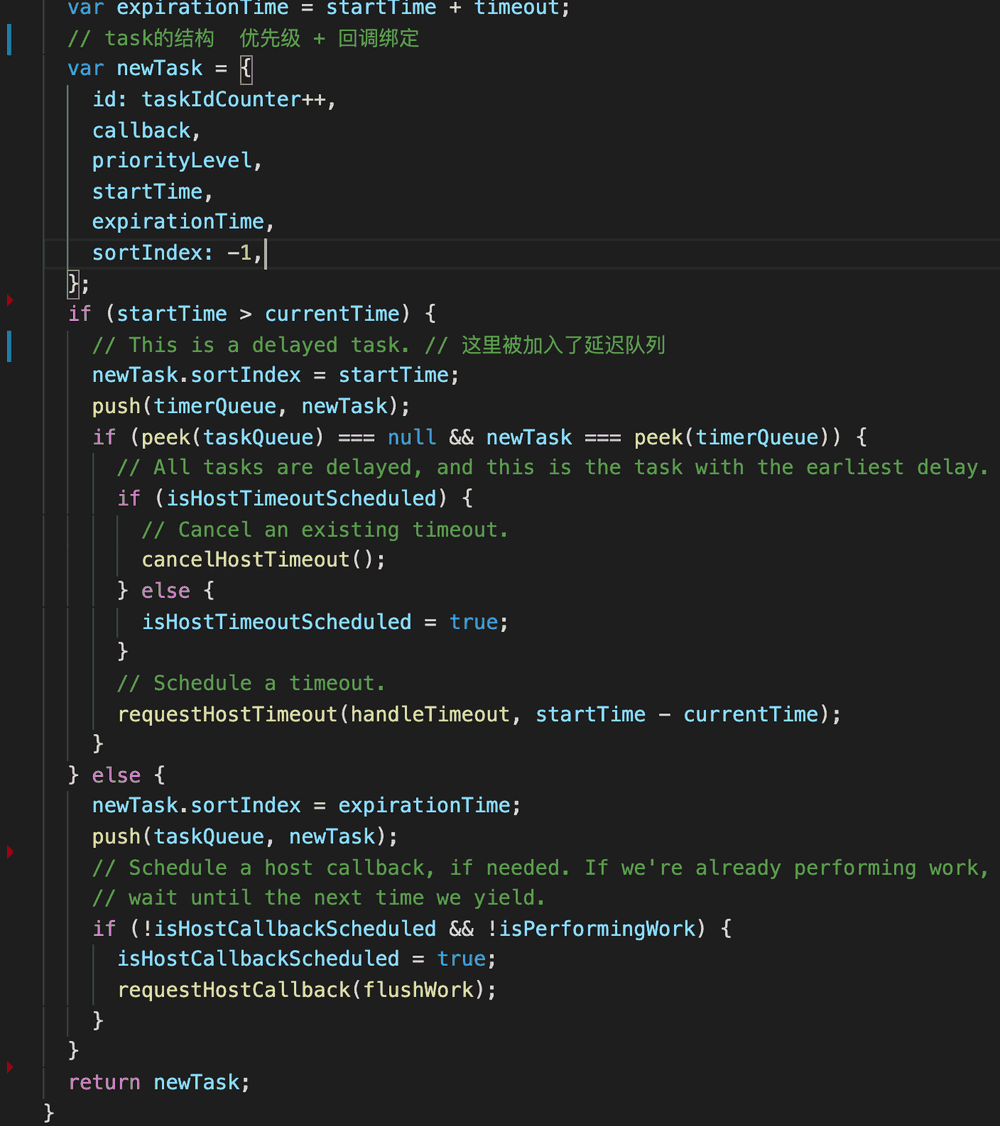 var expirationTime = startTime + timeout;
// task的结构  优先级 + 回调绑定
var newTask = {
id: taskIdCounter++,
callback,
priorityLevel,
startTime,
expirationTime,
sortIndex: -1,
};
if (startTime > currentTime) {
// This is a delayed task. // 这里被加入了延迟队列
newTask.sortIndex = startTime;
push(timerQueue, newTask);
if (peek(taskQueue) === null && newTask === peek(timerQueue)) {
// All tasks are delayed, and this is the task with the earliest delay.
if (isHostTimeoutScheduled) {
// Cancel an existing timeout.
cancelHostTimeout();
} else {
isHostTimeoutScheduled = true;
}
// Schedule a timeout.
requestHostTimeout(handleTimeout, startTime - currentTime);
}
} else {
newTask.sortIndex = expirationTime;
push(taskQueue, newTask);
// Schedule a host callback, if needed. If we're already performing work,
// wait until the next time we yield.
if (!isHostCallbackScheduled && !isPerformingWork) {
isHostCallbackScheduled = true;
requestHostCallback(flushWork);
}
}
return newTask;
}